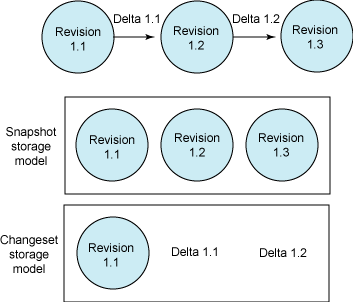 Delta 1.1
Delta 1.2
Revision
1.1
Revision
1.2
Revision
1.3
Snapshot
storage
model
Revision
1.1
Revision
1.2
Revision
1.3
Changeset
storage
model
Revision
1.1
Delta 1.1
Delta 1.2